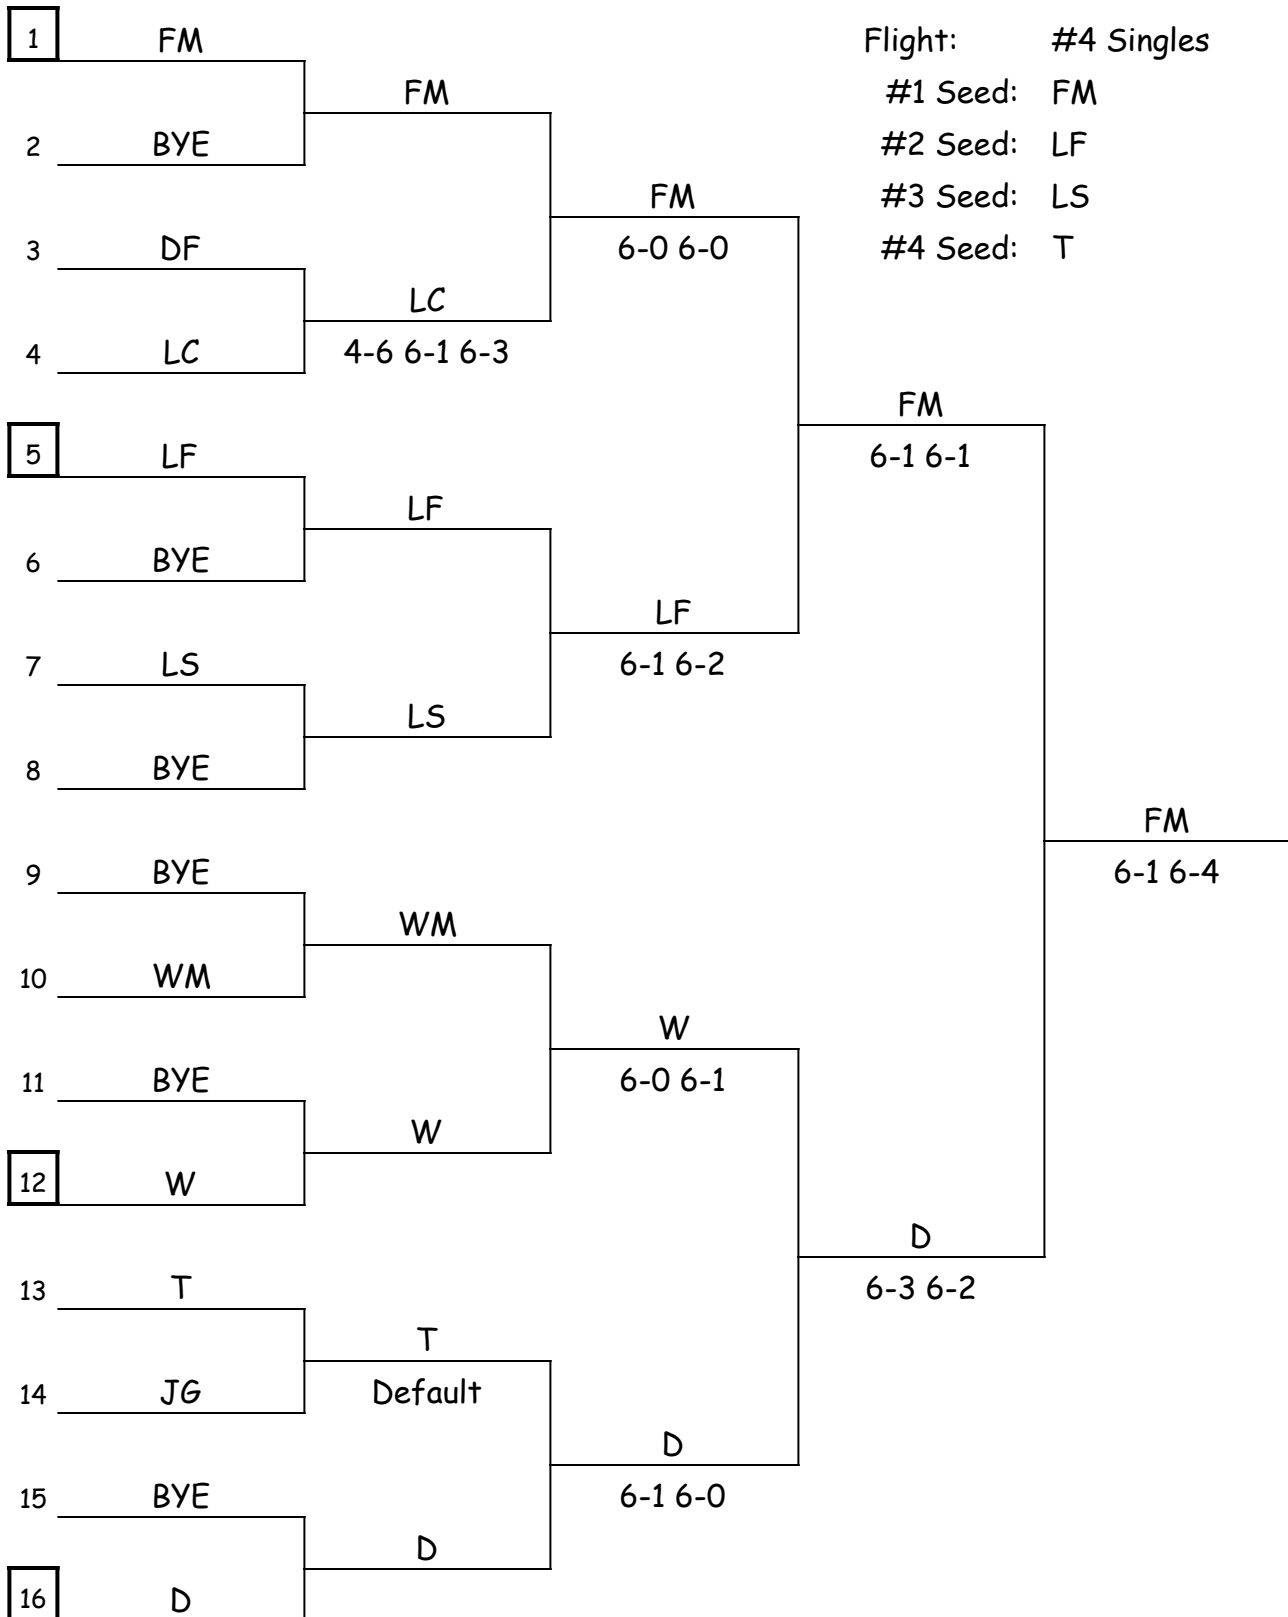 1 FM Flight: #4 Singles
FM #1 Seed: FM
2 BYE #2 Seed: LF
FM #3 Seed: LS
3 DF 6-0 6-0 #4 Seed: T
LC
4 LC 4-6 6-1 6-3
FM
5 LF 6-1 6-1
LF
6 BYE
LF
7 LS 6-1 6-2
LS
8 BYE
FM
9 BYE 6-1 6-4
WM
10 WM
W
11 BYE 6-0 6-1
W
12 W
D
13 T 6-3 6-2
T
14 JG Default
D
15 BYE 6-1 6-0
D
16 D